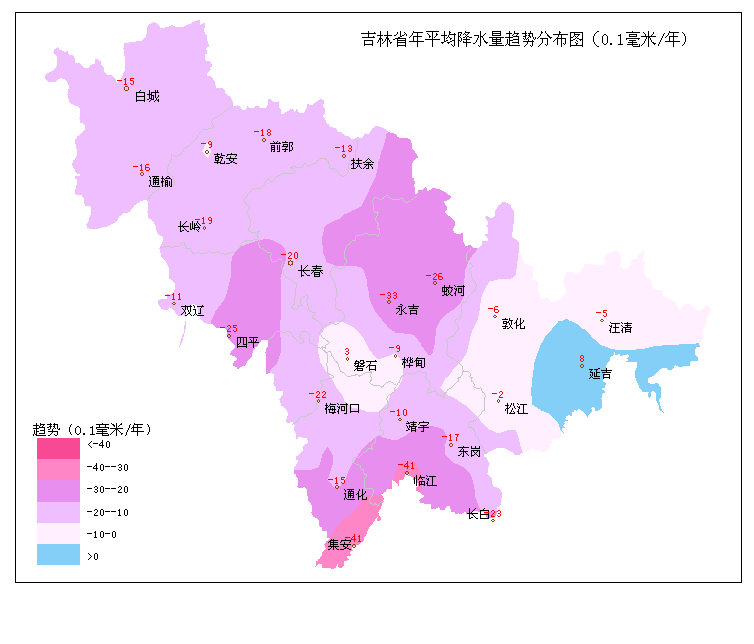 吉林省年平均降水量趋势分布图（0.1毫米/年）
-15
白城
-18
前郭
-9
乾安
-13
扶余
-16
通榆
-19
长岭
-20
长春
-26
蛟河
-33
永吉
-11
双辽
-6
敦化
-5
汪清
-25
四平
3
磐石
-9
桦甸
8
延吉
-22
梅河口
-2
松江
-10
靖宇
-17
东岗
-41
临江
-15
通化
长白
-23
集安
-41
趋势（0.1毫米/年）
<-40
-40--30
-30--20
-20--10
-10-0
>0